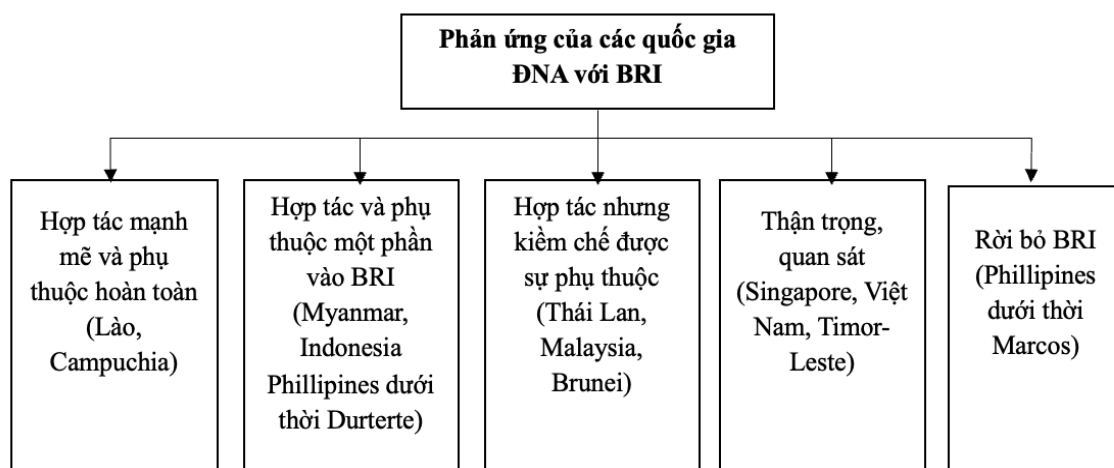 Phản ứng của các quốc gia
ĐNA với BRI
Hợp tác mạnh
mẽ và phụ
thuộc hoàn toàn
(Lào,
Campuchia)
Hợp tác và phụ
thuộc một phần
vào BRI
(Myanmar,
Indonesia
Phillipines dưới
thời Durterte)
Hợp tác nhưng
kiềm chế được
sự phụ thuộc
(Thái Lan,
Malaysia,
Brunei)
Thận trọng,
quan sát
(Singapore, Việt
Nam, Timor-
Leste)
Rời bỏ BRI
(Phillipines
dưới thời
Marcos)